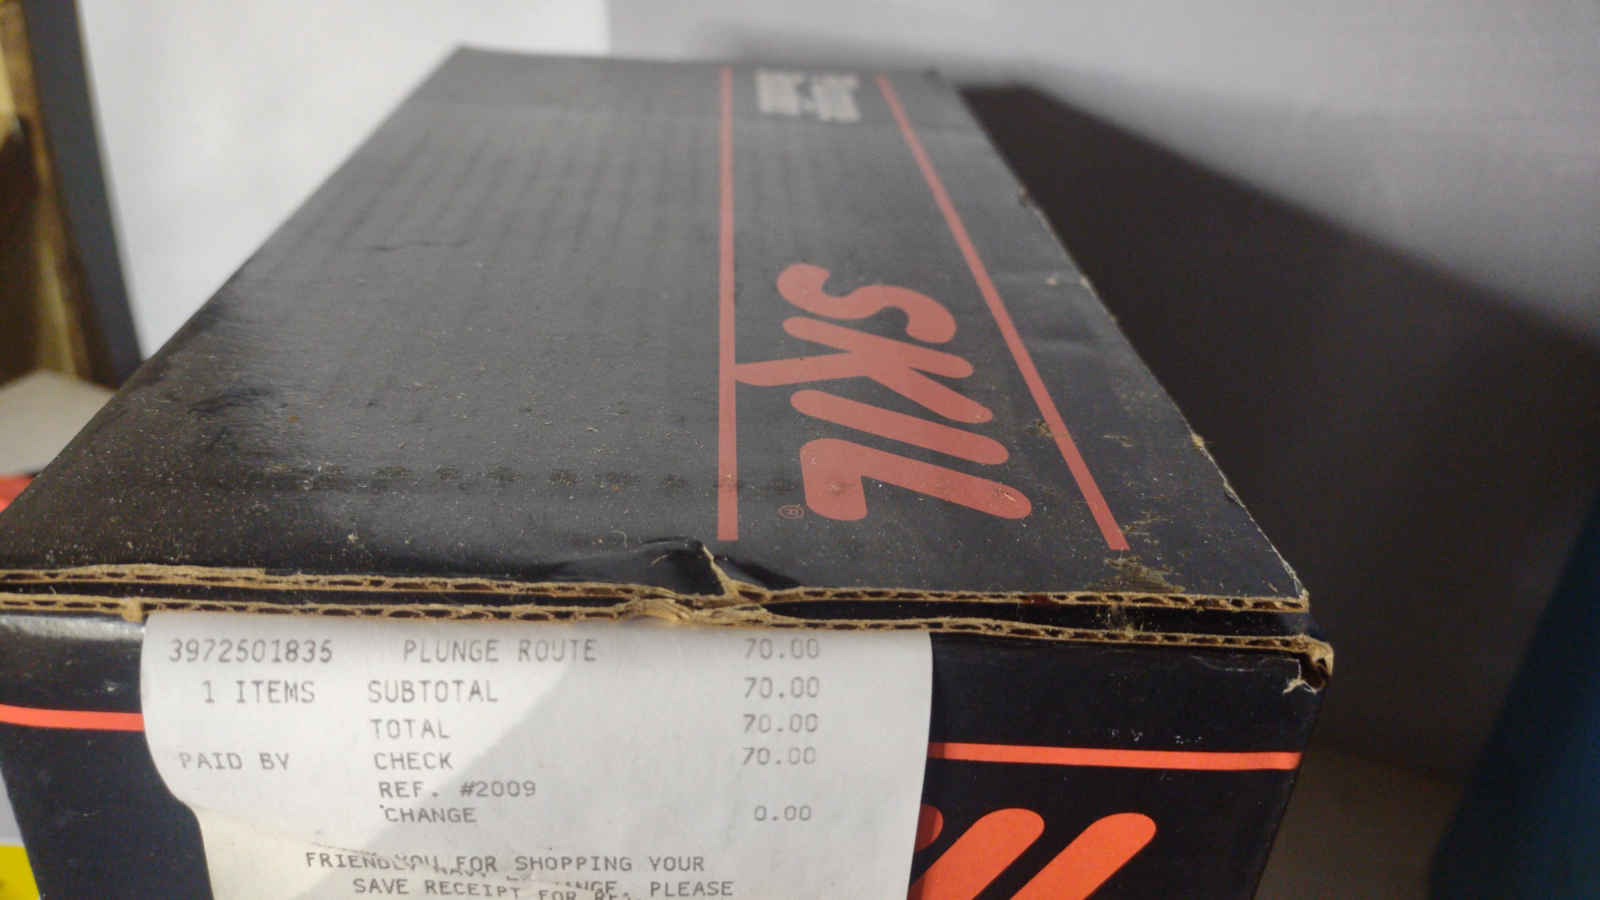 SKIL
®
3972501835 PLUNGE ROUTE 70.00
1 ITEMS SUBTOTAL 70.00
TOTAL 70.00
PAID BY CHECK 70.00
REF. #2009
CHANGE 0.00
FOR SHOPPING YOUR
SAVE RECEIPT FOR PLEASE